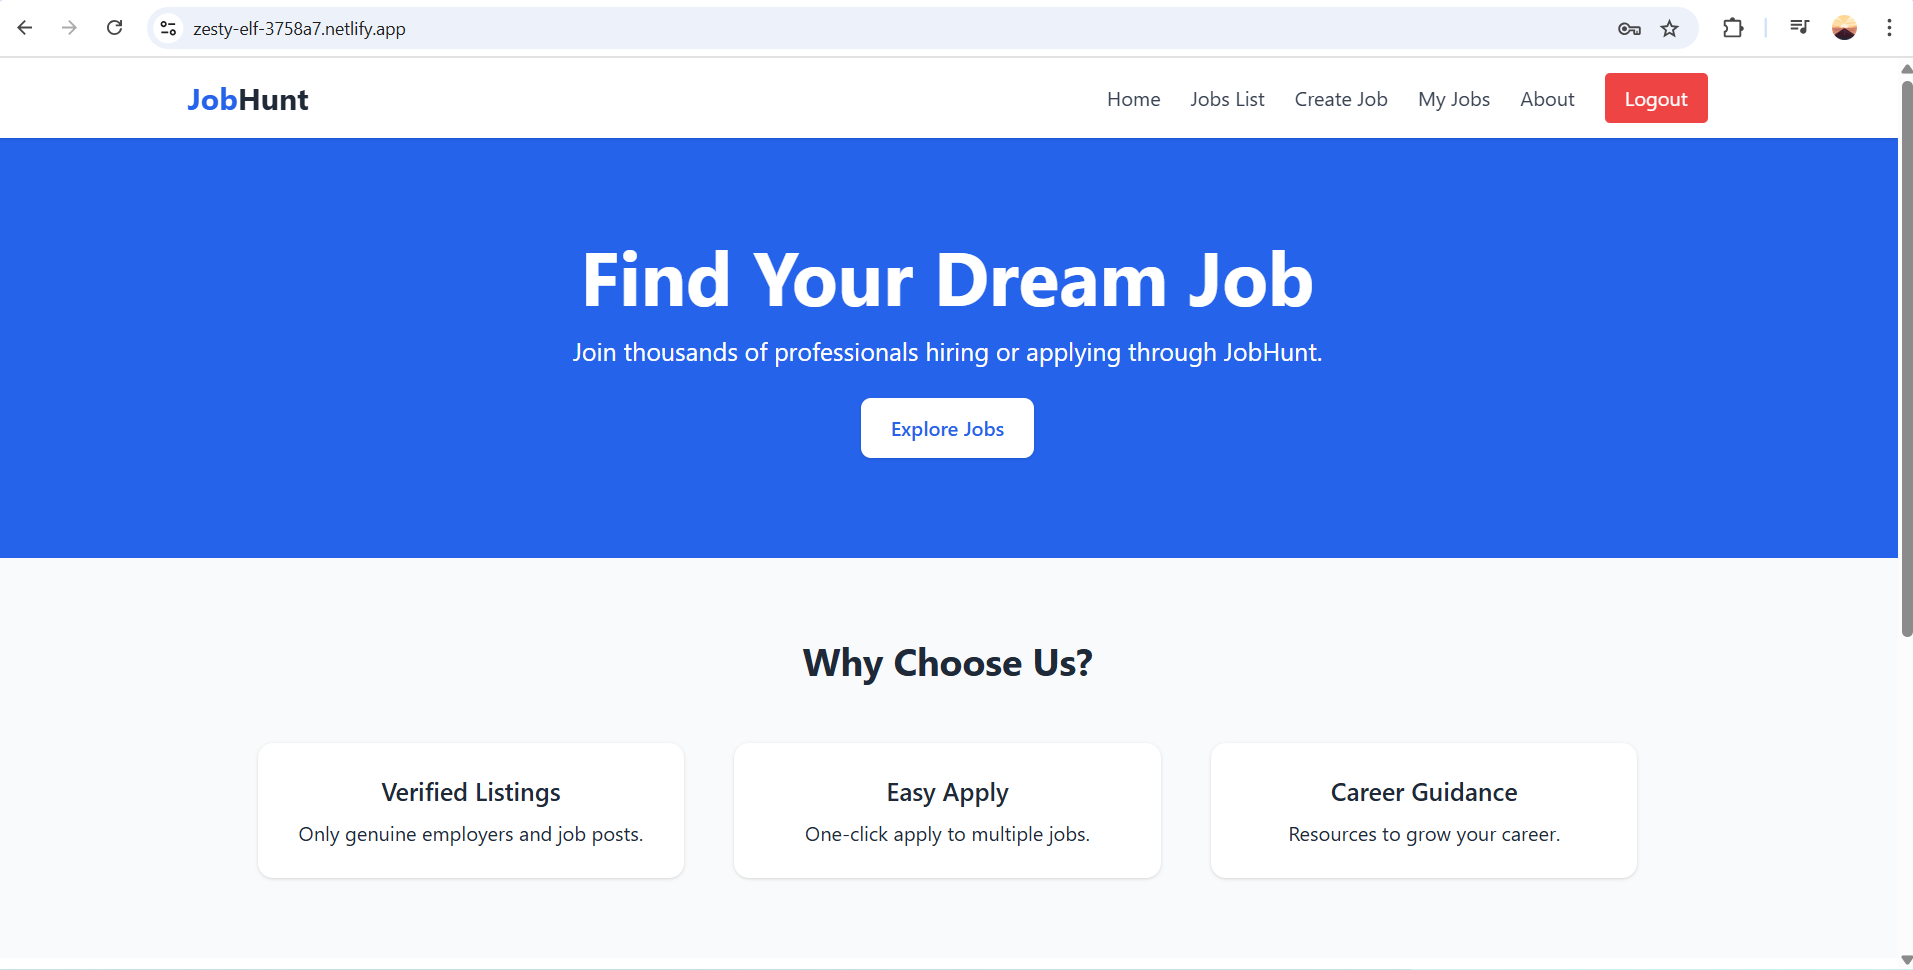 zesty-elf-3758a7.netlify.app
JobHunt
Home Jobs List Create Job My Jobs About Logout
Find Your Dream Job
Join thousands of professionals hiring or applying through JobHunt.
Explore Jobs
Why Choose Us?
Verified Listings
Only genuine employers and job posts.
Easy Apply
One-click apply to multiple jobs.
Career Guidance
Resources to grow your career.